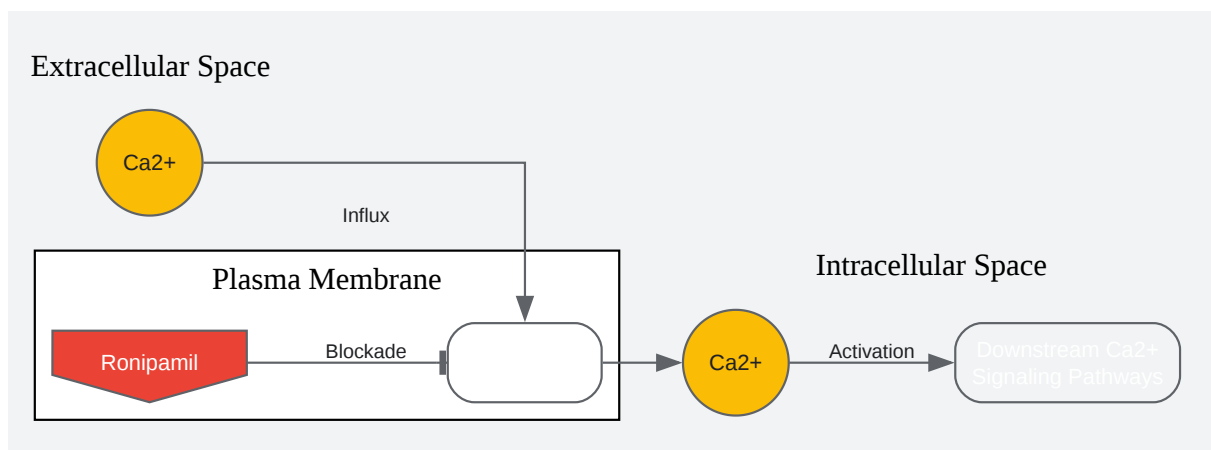 Extracellular Space
Ca2+
Influx
Plasma Membrane
Intracellular Space
Ronipamil
Blockade
Ca2+
Activation
Downstream Ca2+
Signaling Pathways